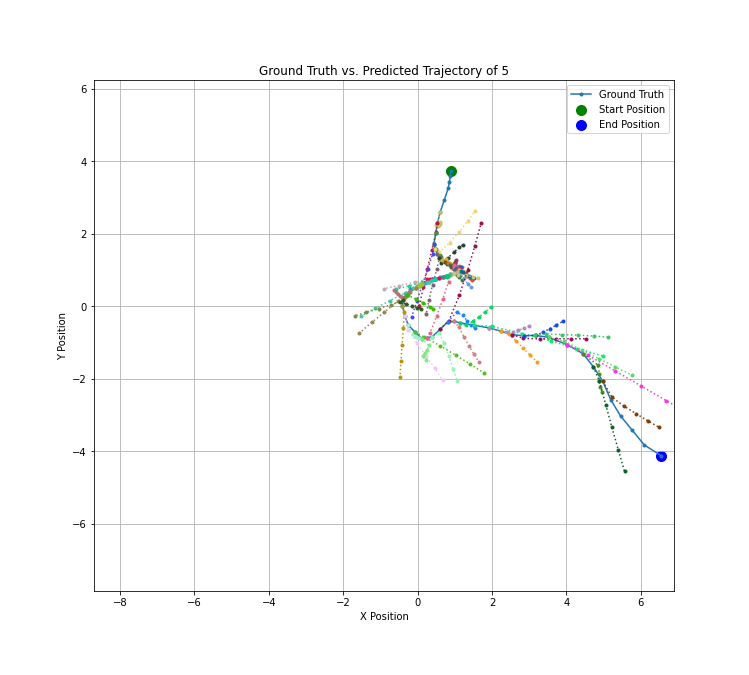 Ground Truth vs. Predicted Trajectory of 5
Ground Truth
Start Position
End Position
6
4
2
0
−2
−4
−6
Y Position
−8
−6
−4
−2
0
2
4
6
X Position